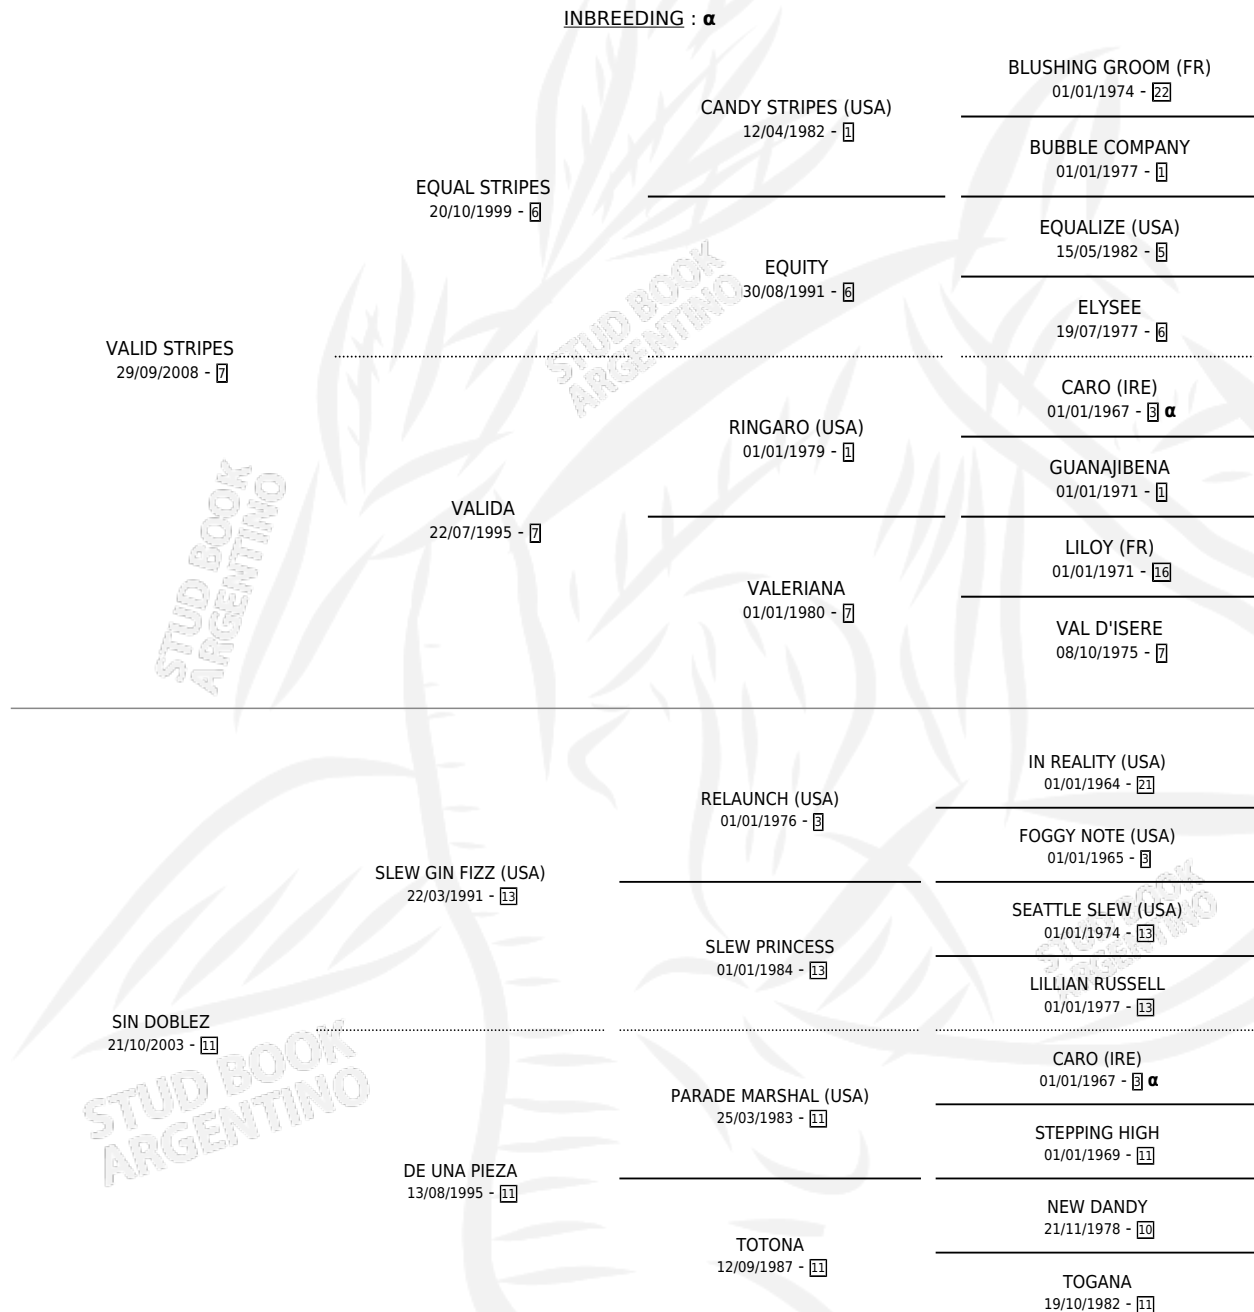 INBREEDING : α
BLUSHING GROOM (FR)
01/01/1974 - 22
CANDY STRIPES (USA)
12/04/1982 - 1
BUBBLE COMPANY
01/01/1977 - 1
EQUAL STRIPES
20/10/1999 - 6
EQUALIZE (USA)
15/05/1982 - 5
EQUITY
30/08/1991 - 6
ELYSEE
19/07/1977 - 6
VALID STRIPES
29/09/2008 - 7
CARO (IRE)
01/01/1967 - 3 α
RINGARO (USA)
01/01/1979 - 1
GUANAJIBENA
01/01/1971 - 1
VALIDA
22/07/1995 - 7
LILOY (FR)
01/01/1971 - 16
VALERIANA
01/01/1980 - 7
VAL D'ISERE
08/10/1975 - 7
IN REALITY (USA)
01/01/1964 - 21
RELAUNCH (USA)
01/01/1976 - 3
FOGGY NOTE (USA)
01/01/1965 - 3
SLEW GIN FIZZ (USA)
22/03/1991 - 13
SEATTLE SLEW (USA)
01/01/1974 - 13
SLEW PRINCESS
01/01/1984 - 13
LILLIAN RUSSELL
01/01/1977 - 13
SIN DOBLEZ
21/10/2003 - 11
CARO (IRE)
01/01/1967 - 3 α
PARADE MARSHAL (USA)
25/03/1983 - 11
STEPPING HIGH
01/01/1969 - 11
DE UNA PIEZA
13/08/1995 - 11
NEW DANDY
21/11/1978 - 10
TOTONA
12/09/1987 - 11
TOGANA
19/10/1982 - 11
STUD BOOK
ARGENTINO
STUD BOOK
ARGENTINO
STUD BOOK
ARGENTINO
STUD BOOK
ARGENTINO